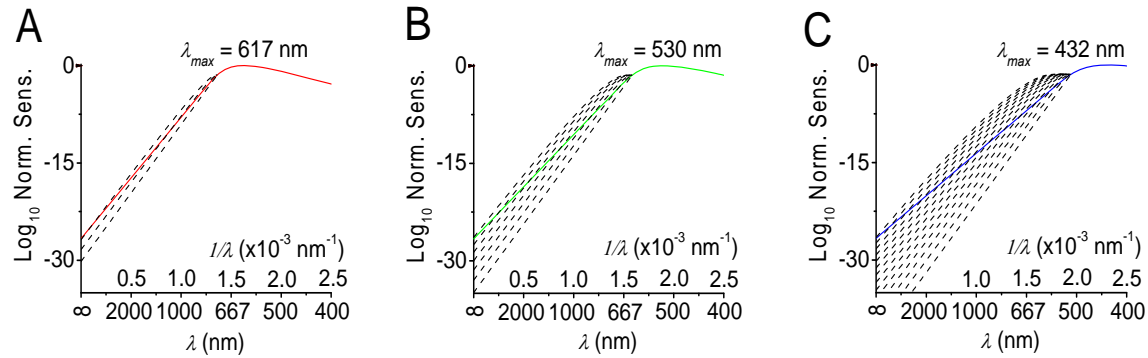 A
λmax = 617 nm
Log10 Norm. Sens.
0
-15
-30
1/λ (x10-3 nm-1)
0.5 1.0 1.5 2.0 2.5
∞ 2000 1000 667 500 400
λ (nm)
B
λmax = 530 nm
Log10 Norm. Sens.
0
-15
-30
1/λ (x10-3 nm-1)
0.5 1.0 1.5 2.0 2.5
∞ 2000 1000 667 500 400
λ (nm)
C
λmax = 432 nm
Log10 Norm. Sens.
0
-15
-30
1/λ (x10-3 nm-1)
1.0 1.5 2.0 2.5
∞ 2000 1000 667 500 400
λ (nm)